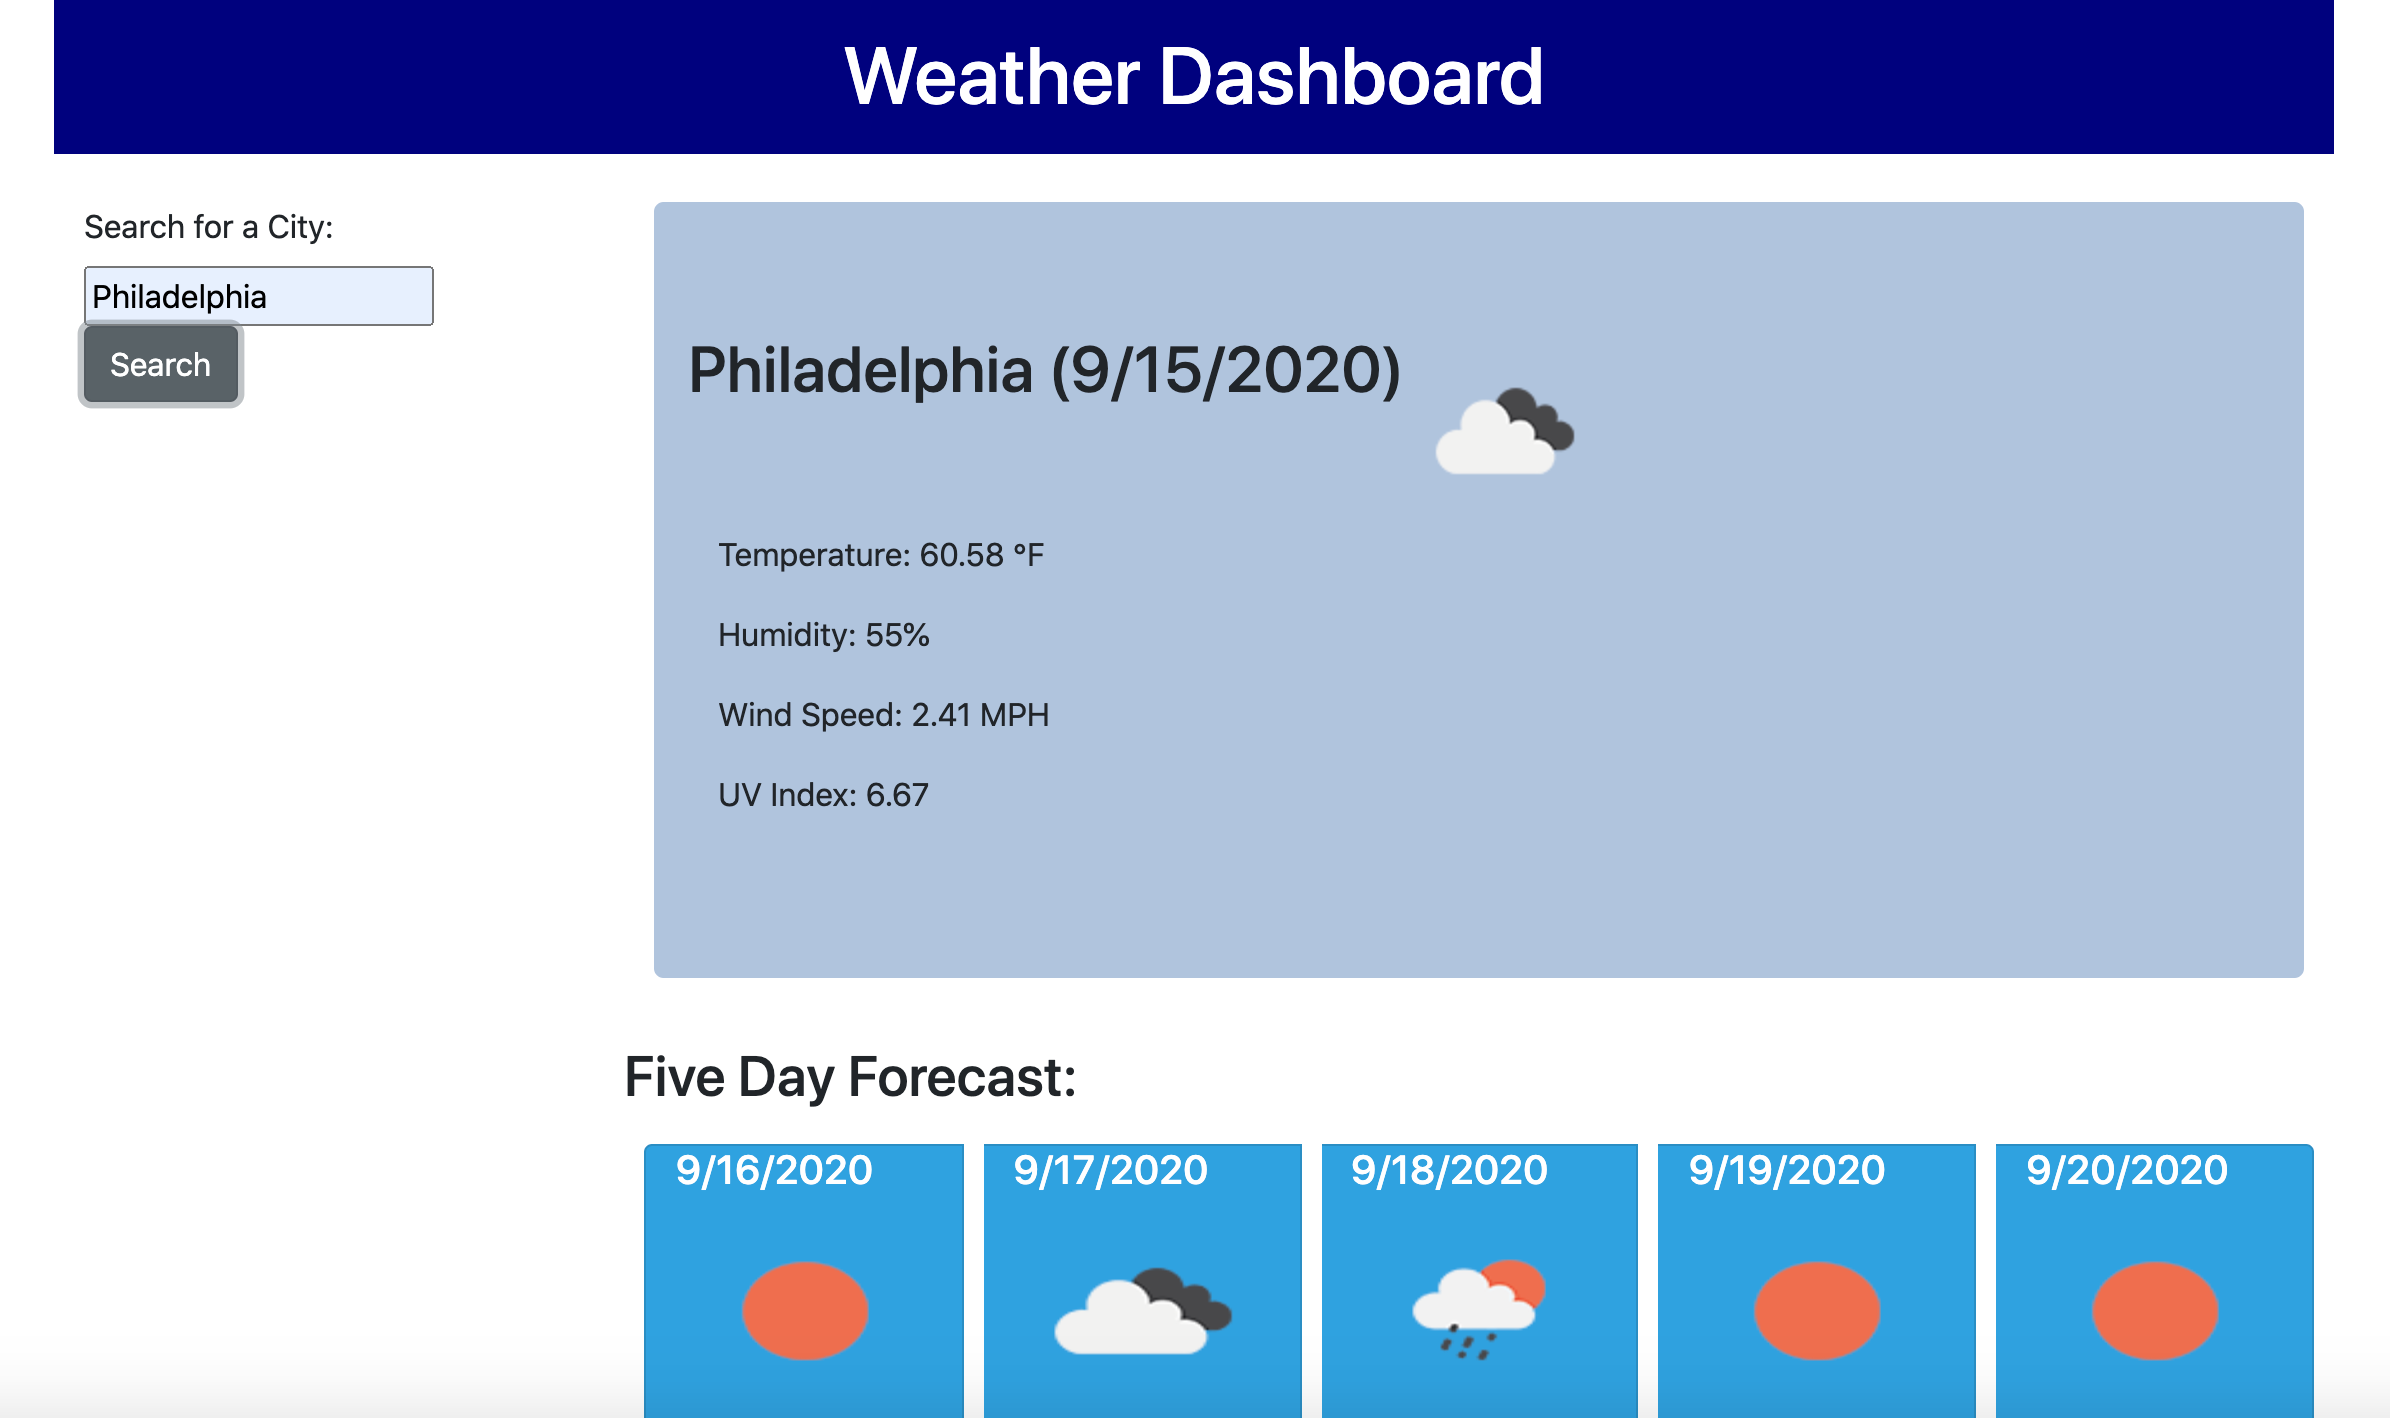 Weather Dashboard
Search for a City:
Philadelphia
Search
Philadelphia (9/15/2020)
Temperature: 60.58 °F
Humidity: 55%
Wind Speed: 2.41 MPH
UV Index: 6.67
Five Day Forecast:
9/16/2020
9/17/2020
9/18/2020
9/19/2020
9/20/2020